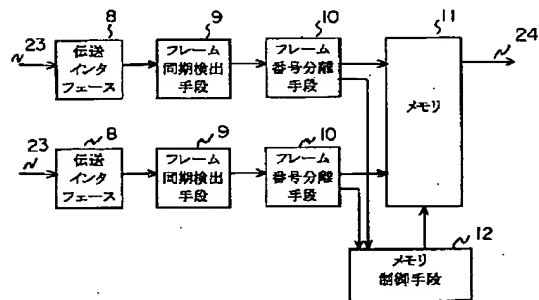 8
9
10
11
23
伝送
インタ
フェース
フレーム
同期検出
手段
フレーム
番号分離
手段
メモリ
24
23
8
9
10
伝送
インタ
フェース
フレーム
同期検出
手段
フレーム
番号分離
手段
12
メモリ
制御手段